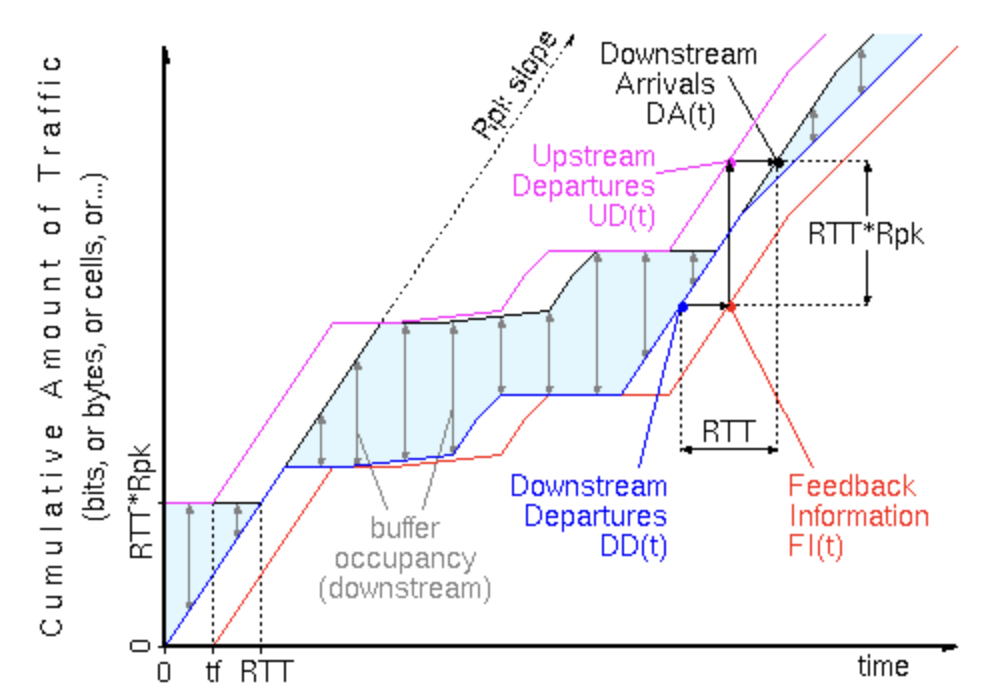 Cumulative Amount of Traffic
(bits, or bytes, or cells, or...)
Rpk slope
Downstream
Arrivals
DA(t)
Upstream
Departures
UD(t)
RTT*Rpk
RTT
RTT*Rpk
buffer
occupancy
(downstream)
Downstream
Departures
DD(t)
Feedback
Information
FI(t)
0
0
tf
RTT
time